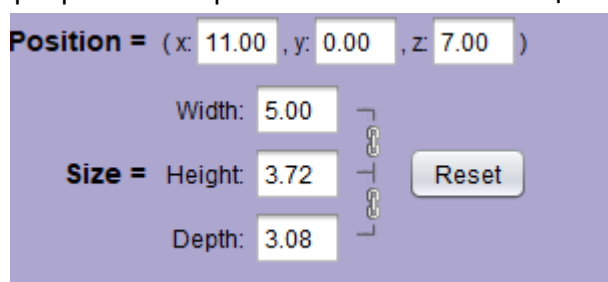 Position = ( x: 11.00 , y: 0.00 , z: 7.00 )
Width: 5.00
Size = Height: 3.72 Reset
Depth: 3.08